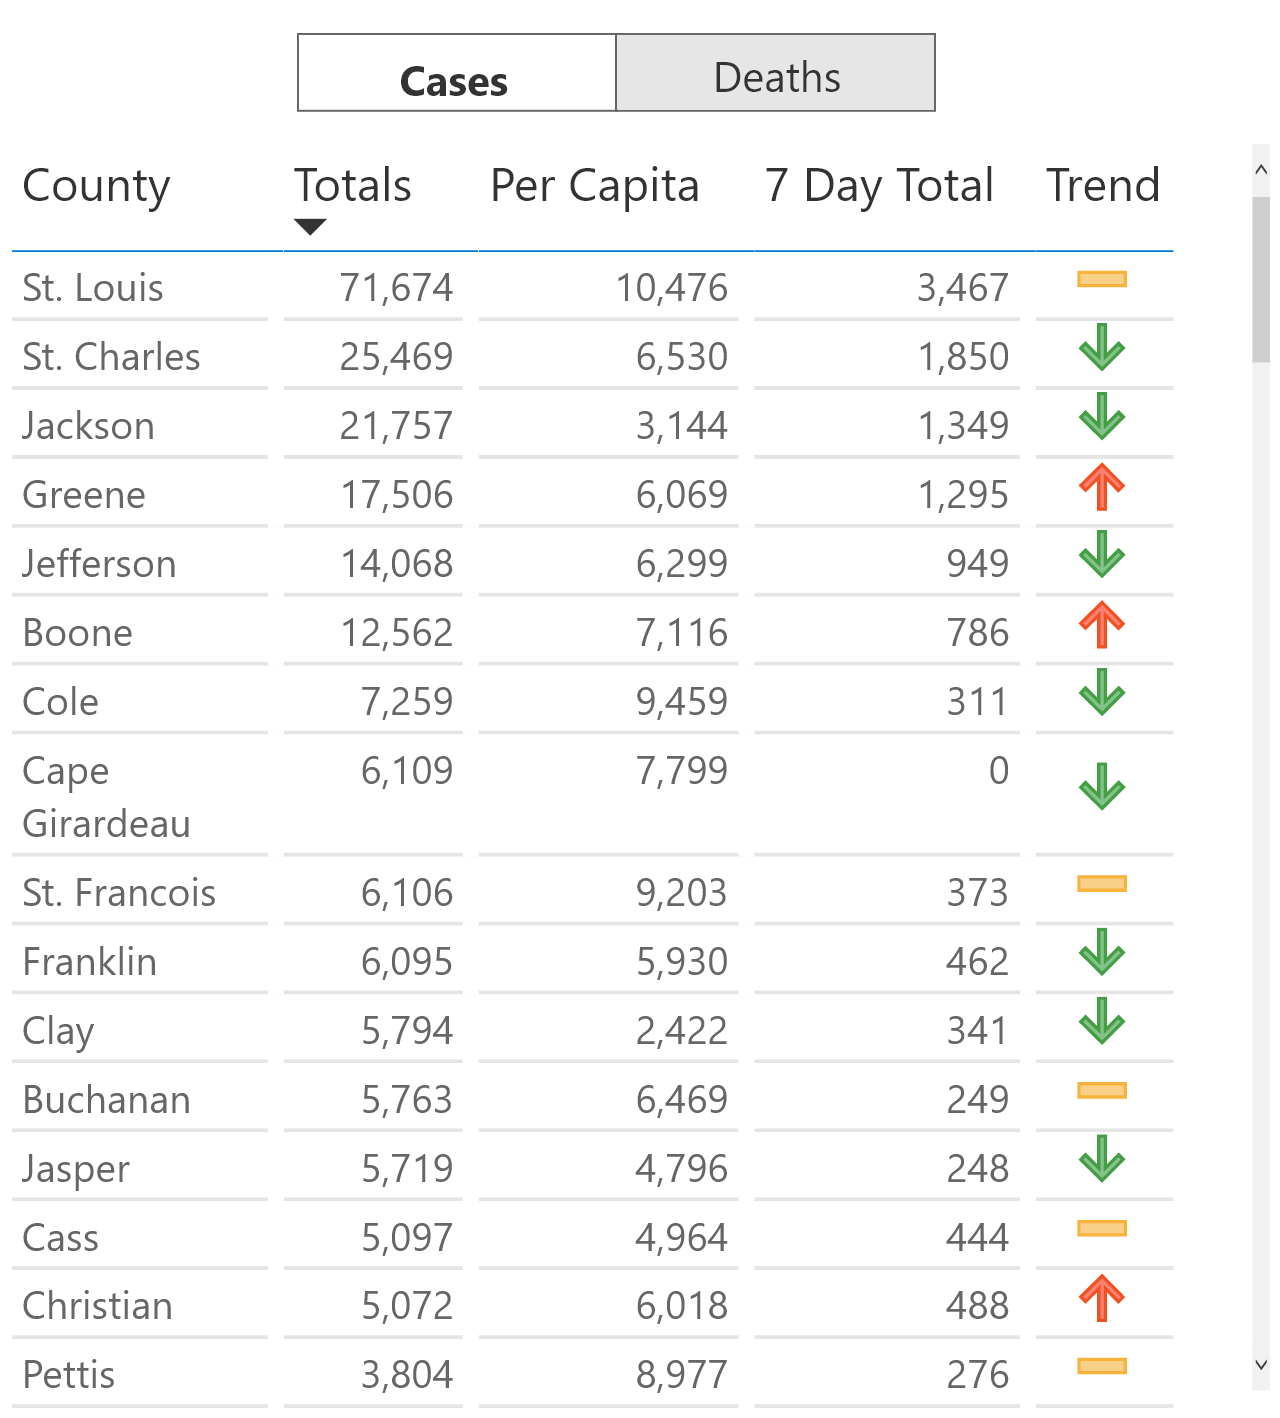 Cases Deaths
County Totals Per Capita 7 Day Total Trend
St. Louis 71,674 10,476 3,467
St. Charles 25,469 6,530 1,850
Jackson 21,757 3,144 1,349
Greene 17,506 6,069 1,295
Jefferson 14,068 6,299 949
Boone 12,562 7,116 786
Cole 7,259 9,459 311
Cape 6,109 7,799 0
Girardeau
St. Francois 6,106 9,203 373
Franklin 6,095 5,930 462
Clay 5,794 2,422 341
Buchanan 5,763 6,469 249
Jasper 5,719 4,796 248
Cass 5,097 4,964 444
Christian 5,072 6,018 488
Pettis 3,804 8,977 276